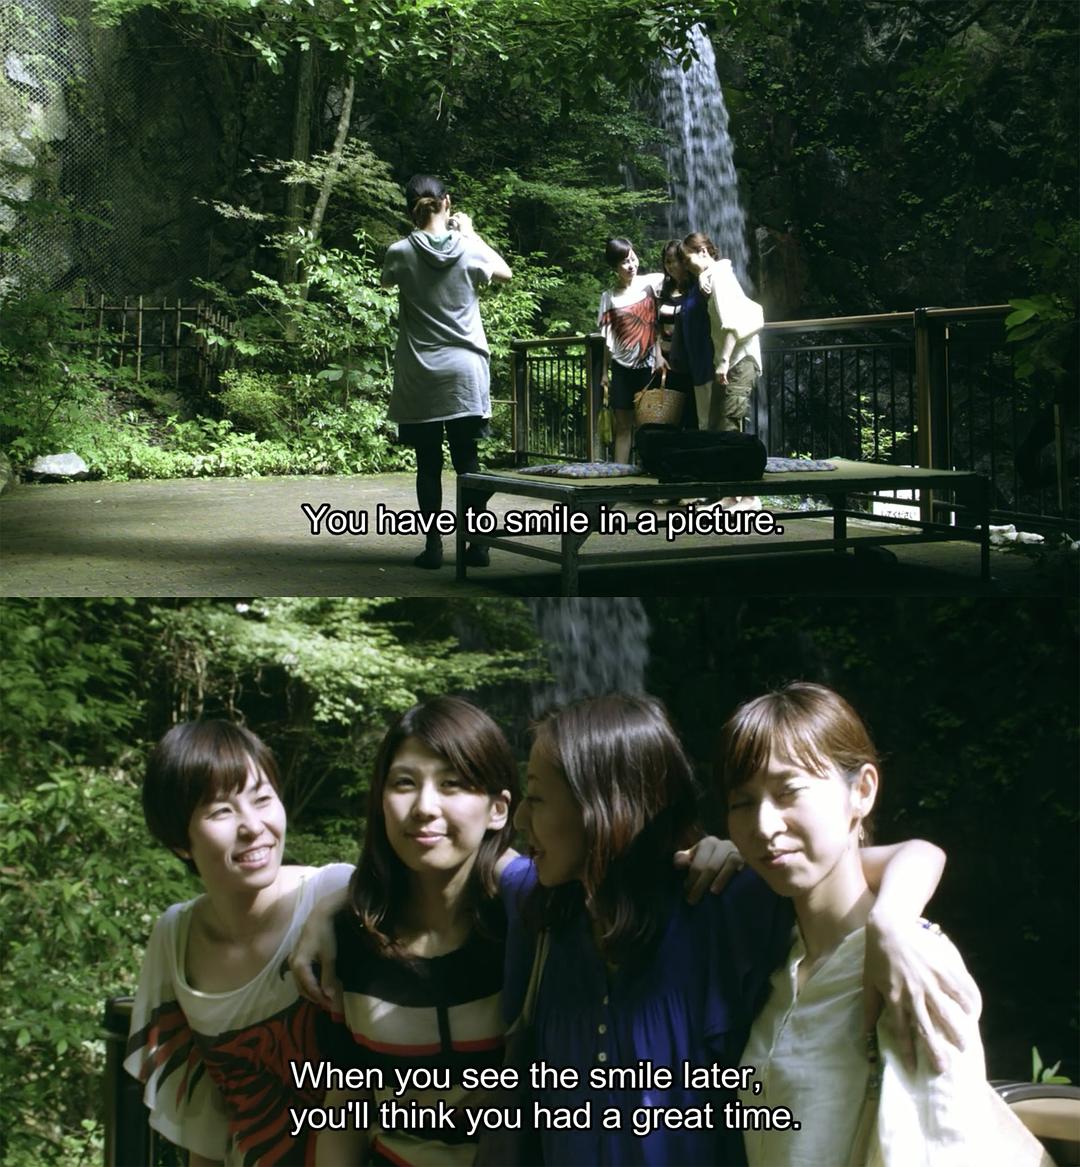 You have to smile in a picture.
When you see the smile later,
you'll think you had a great time.